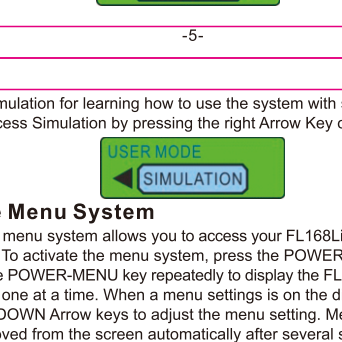 -5-
mulation for learning how to use the system with
cess Simulation by pressing the right Arrow Key
USER MODE
SIMULATION
Menu System
menu system allows you to access your FL168Li
To activate the menu system, press the POWER
POWER-MENU key repeatedly to display the FL
one at a time. When a menu settings is on the d
DOWN Arrow keys to adjust the menu setting. Me
ved from the screen automatically after several s